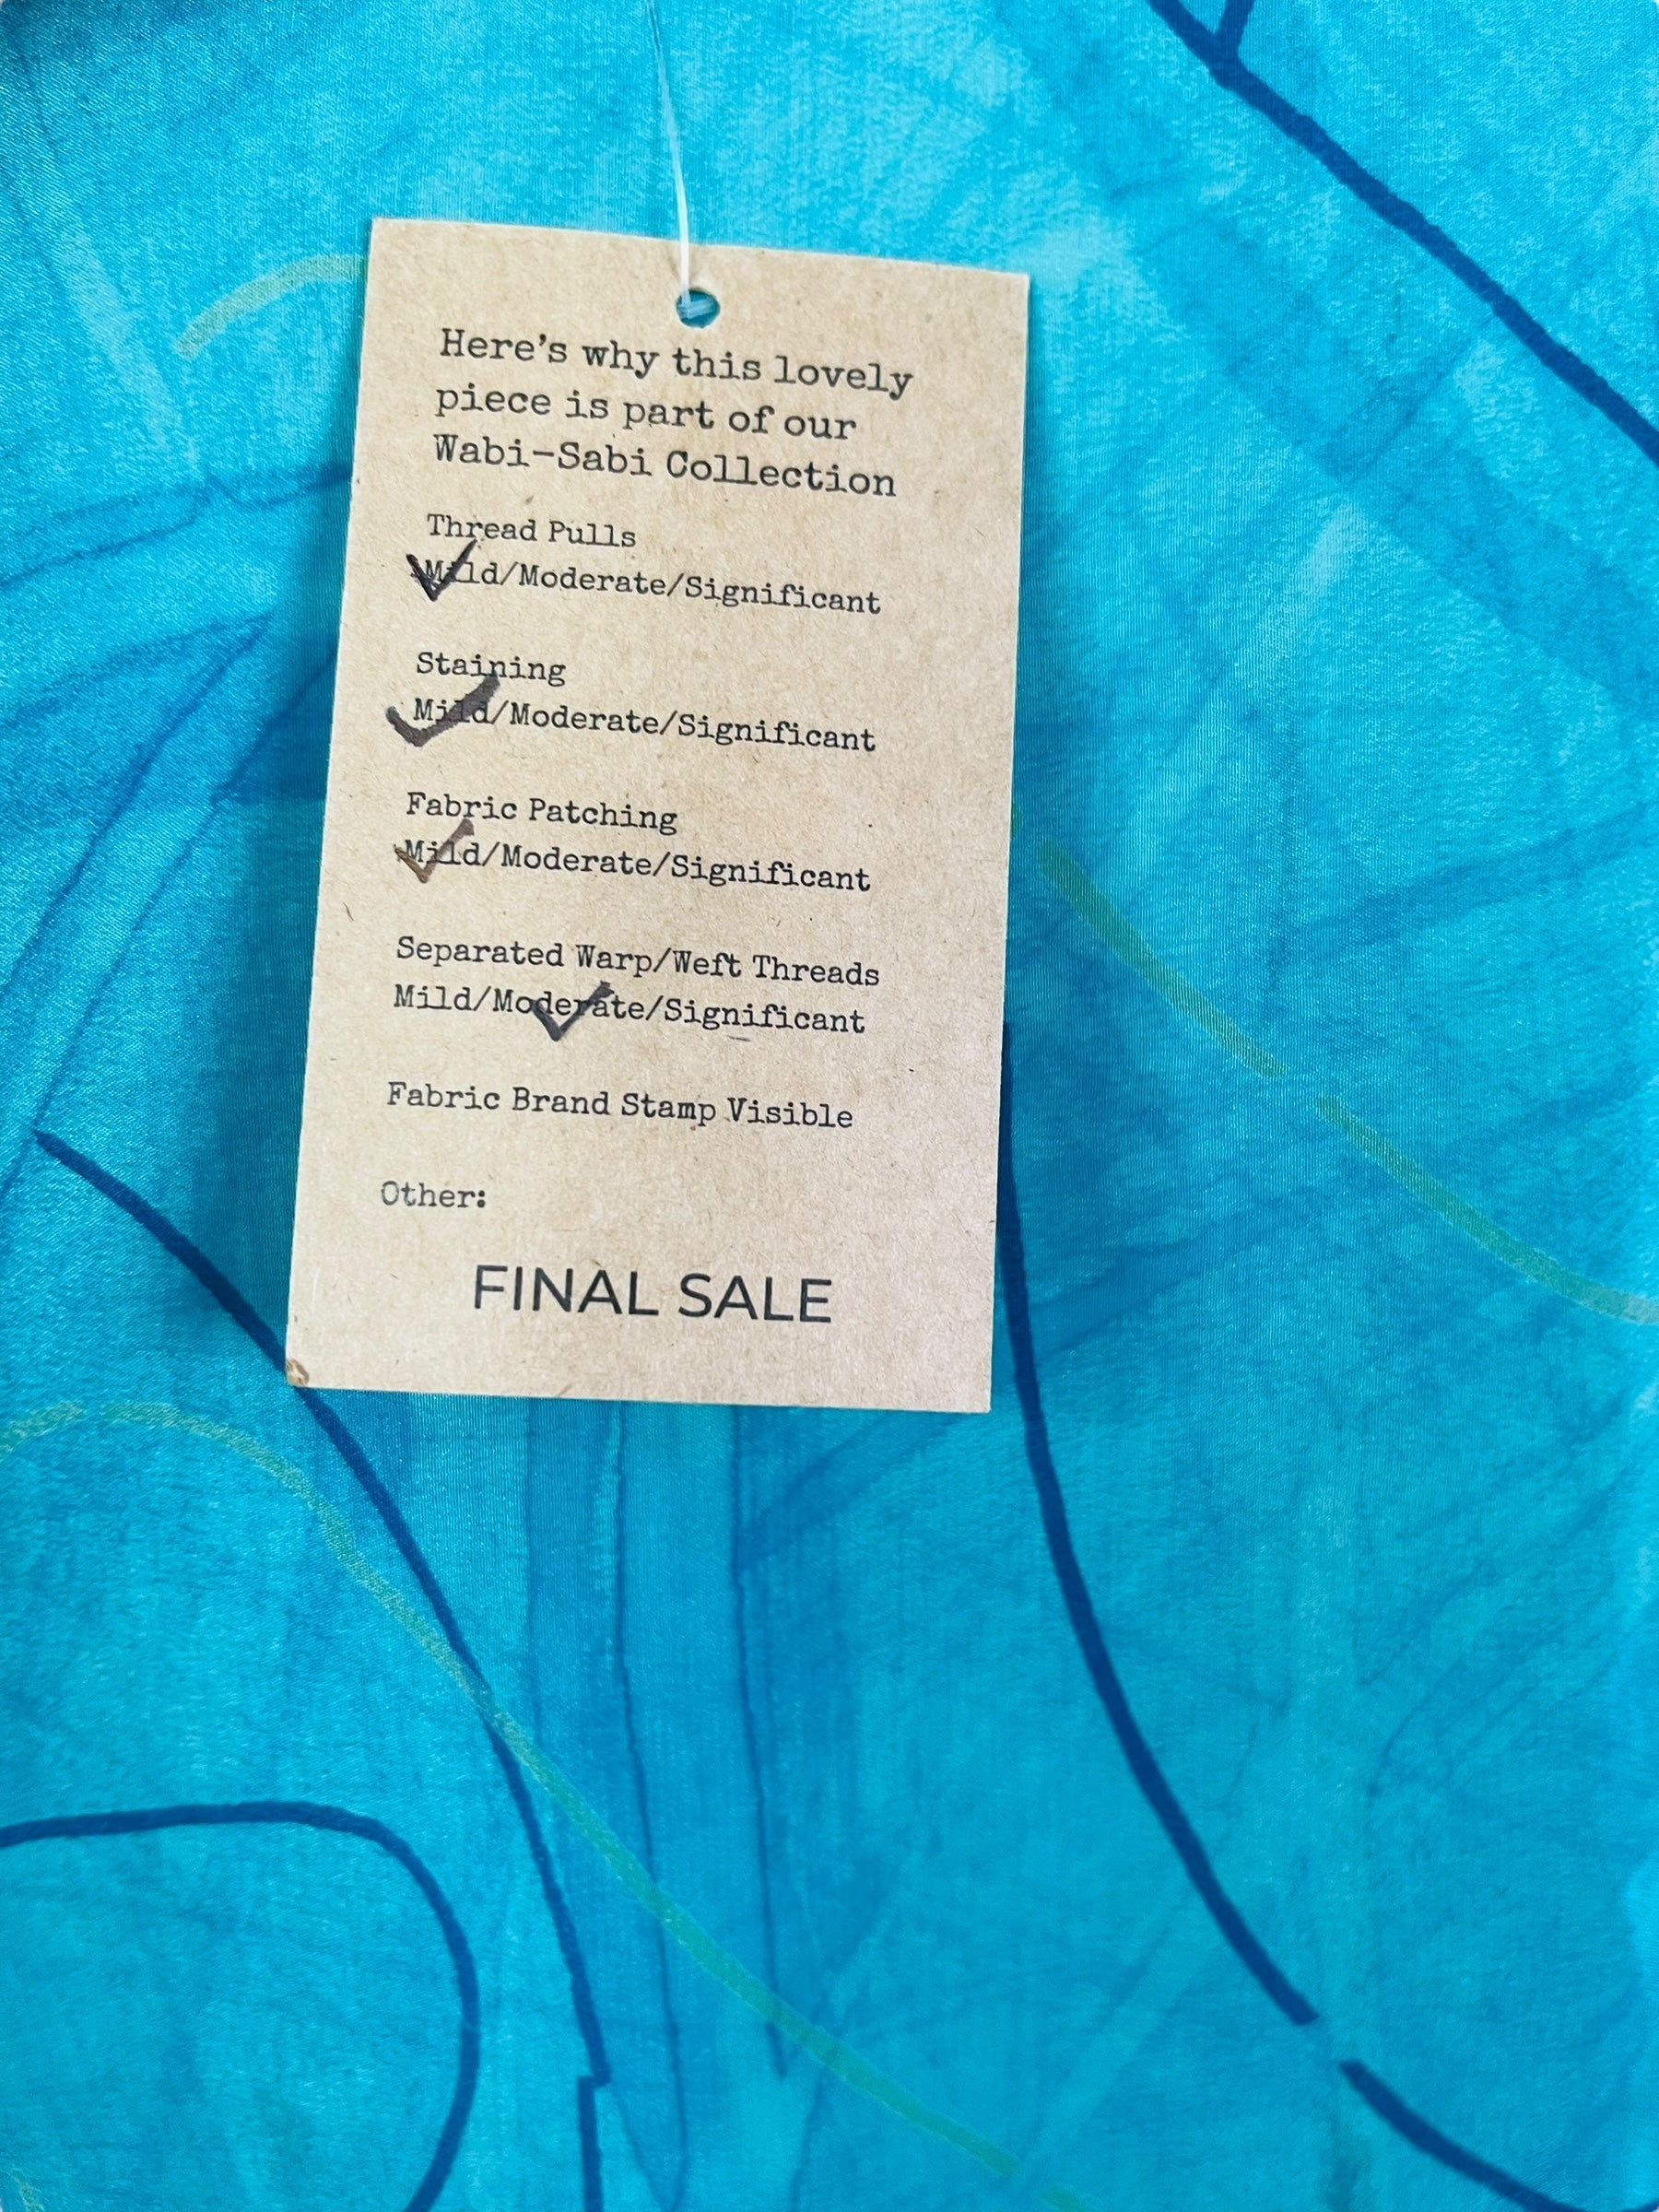 Here's why this lovely
piece is part of our
Wabi-Sabi Collection
Thread Pulls
Mild/Moderate/Significant
Staining
Mild/Moderate/Significant
Fabric Patching
Mild/Moderate/Significant
Separated Warp/Weft Threads
Mild/Moderate/Significant
Fabric Brand Stamp Visible
Other:
FINAL SALE